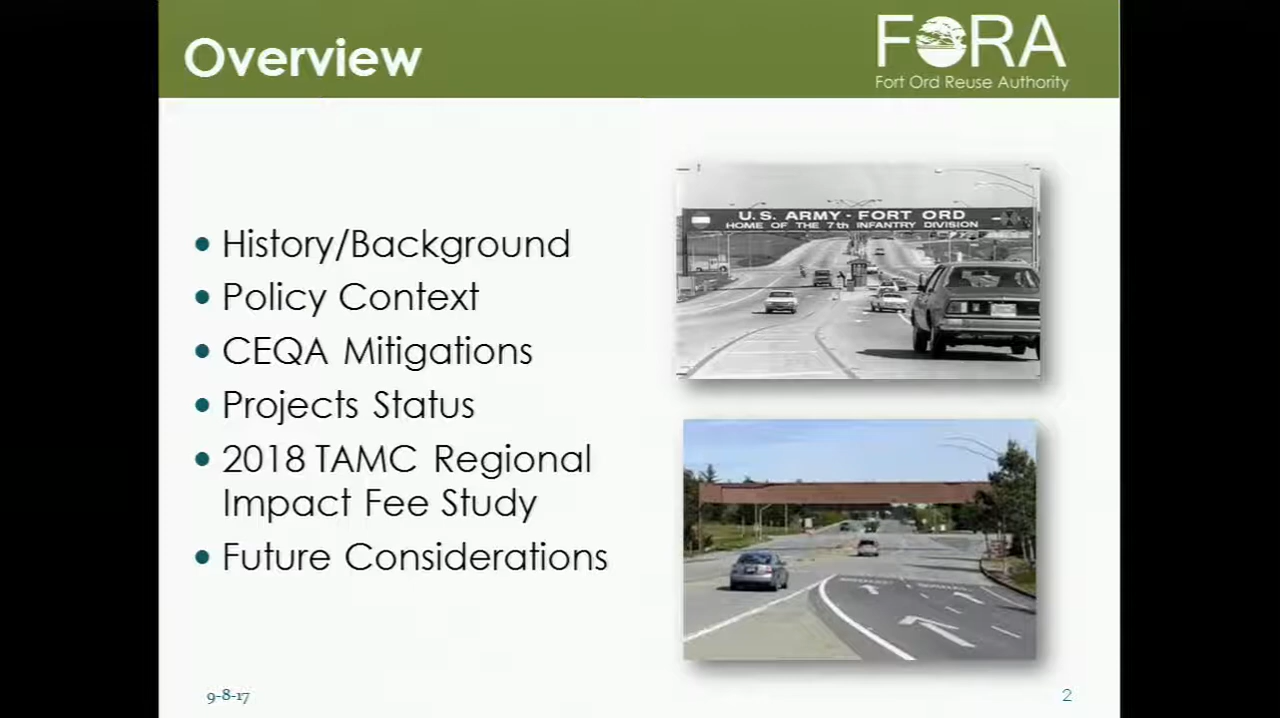 Overview
FORA
Fort Ord Reuse Authority
• History/Background
• Policy Context
• CEQA Mitigations
• Projects Status
• 2018 TAMC Regional
Impact Fee Study
• Future Considerations
U.S. ARMY - FORT ORD
HOME OF THE 7th INFANTRY DIVISION
9-8-17
2